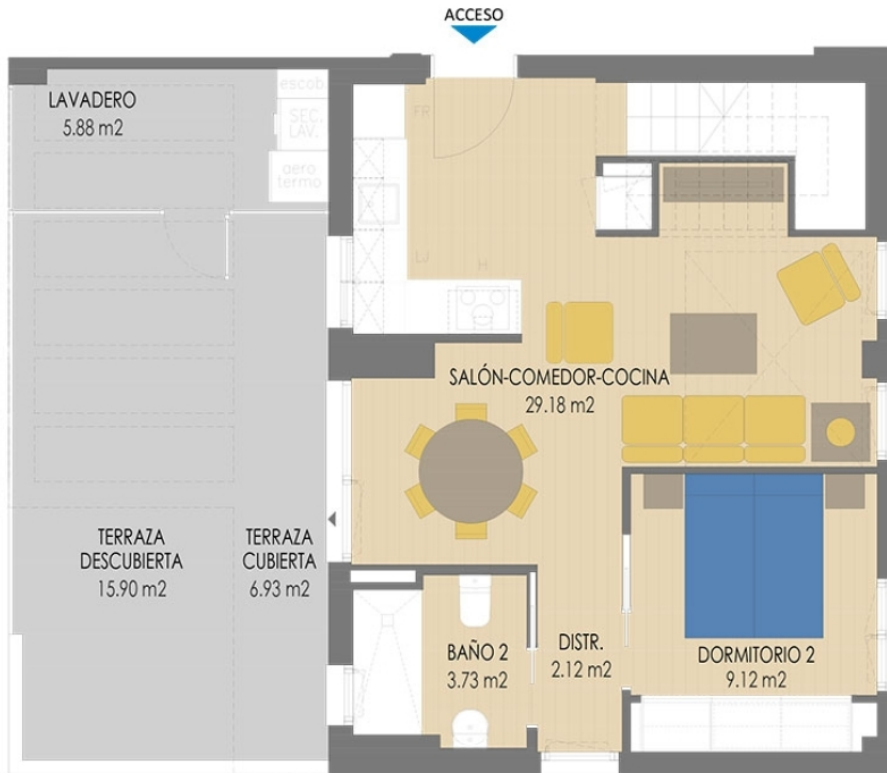 ACCESO
LAVADERO
5.88 m2
escob.
SEC.
LAV.
aero
termo
FR
LV
H
SALÓN-COMEDOR-COCINA
29.18 m2
TERRAZA
DESCUBIERTA
15.90 m2
TERRAZA
CUBIERTA
6.93 m2
BAÑO 2
3.73 m2
DISTR.
2.12 m2
DORMITORIO 2
9.12 m2